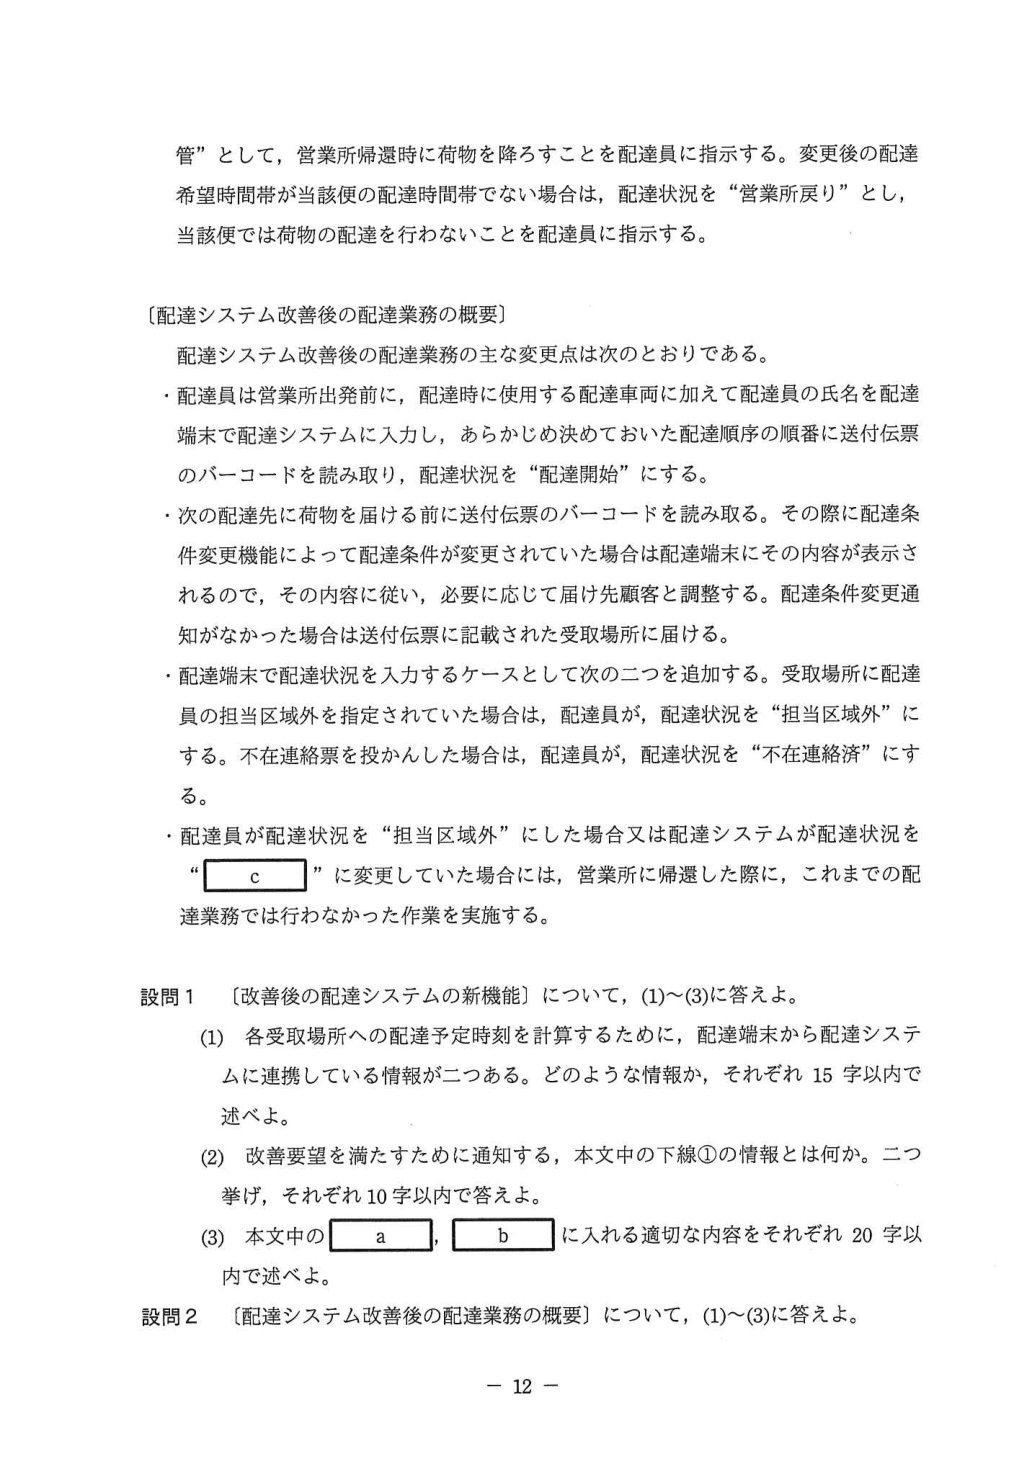 管”として，営業所帰還時に荷物を降ろすことを配達員に指示する。変更後の配達
希望時間帯が当該便の配達時間帯でない場合は，配達状況を“営業所戻り”とし，
当該便では荷物の配達を行わないことを配達員に指示する。
〔配達システム改善後の配達業務の概要〕
配達システム改善後の配達業務の主な変更点は次のとおりである。
・配達員は営業所出発前に，配達時に使用する配達車両に加えて配達員の氏名を配達
端末で配達システムに入力し，あらかじめ決めておいた配達順序の順番に送付伝票
のバーコードを読み取り，配達状況を“配達開始”にする。
・次の配達先に荷物を届ける前に送付伝票のバーコードを読み取る。その際に配達条
件変更機能によって配達条件が変更されていた場合は配達端末にその内容が表示さ
れるので，その内容に従い，必要に応じて届け先顧客と調整する。配達条件変更通
知がなかった場合は送付伝票に記載された受取場所に届ける。
・配達端末で配達状況を入力するケースとして次の二つを追加する。受取場所に配達
員の担当区域外を指定されていた場合は，配達員が，配達状況を“担当区域外”に
する。不在連絡票を投かんした場合は，配達員が，配達状況を“不在連絡済”にす
る。
・配達員が配達状況を“担当区域外”にした場合又は配達システムが配達状況を
“ c ”に変更していた場合には，営業所に帰還した際に，これまでの配
達業務では行わなかった作業を実施する。
設問1 〔改善後の配達システムの新機能〕について，(1)～(3)に答えよ。
(1) 各受取場所への配達予定時刻を計算するために，配達端末から配達システ
ムに連携している情報が二つある。どのような情報か，それぞれ 15 字以内で
述べよ。
(2) 改善要望を満たすために通知する，本文中の下線①の情報とは何か。二つ
挙げ，それぞれ 10 字以内で答えよ。
(3) 本文中の a ， b に入れる適切な内容をそれぞれ 20 字以
内で述べよ。
設問2 〔配達システム改善後の配達業務の概要〕について，(1)～(3)に答えよ。
－ 12 －